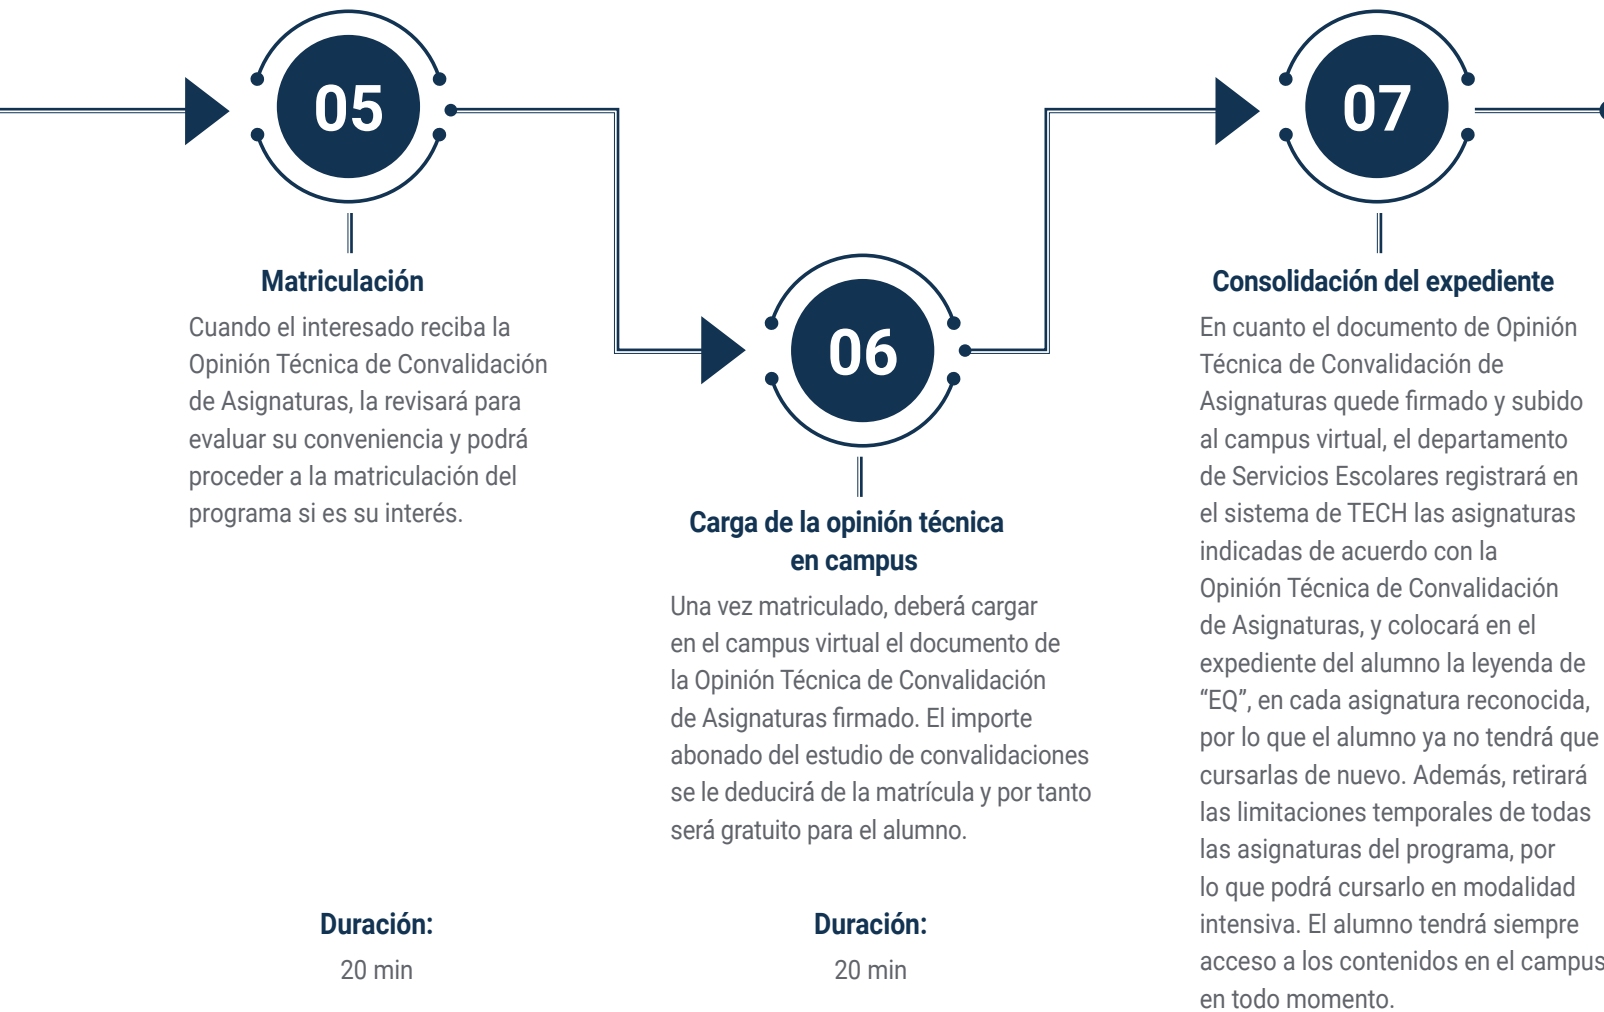 05
Matriculación
Cuando el interesado reciba la
Opinión Técnica de Convalidación
de Asignaturas, la revisará para
evaluar su conveniencia y podrá
proceder a la matriculación del
programa si es su interés.
Duración:
20 min
06
Carga de la opinión técnica
en campus
Una vez matriculado, deberá cargar
en el campus virtual el documento de
la Opinión Técnica de Convalidación
de Asignaturas firmado. El importe
abonado del estudio de convalidaciones
se le deducirá de la matrícula y por tanto
será gratuito para el alumno.
Duración:
20 min
07
Consolidación del expediente
En cuanto el documento de Opinión
Técnica de Convalidación de
Asignaturas quede firmado y subido
al campus virtual, el departamento
de Servicios Escolares registrará en
el sistema de TECH las asignaturas
indicadas de acuerdo con la
Opinión Técnica de Convalidación
de Asignaturas, y colocará en el
expediente del alumno la leyenda de
“EQ”, en cada asignatura reconocida,
por lo que el alumno ya no tendrá que
cursarlas de nuevo. Además, retirará
las limitaciones temporales de todas
las asignaturas del programa, por
lo que podrá cursarlo en modalidad
intensiva. El alumno tendrá siempre
acceso a los contenidos en el campus
en todo momento.